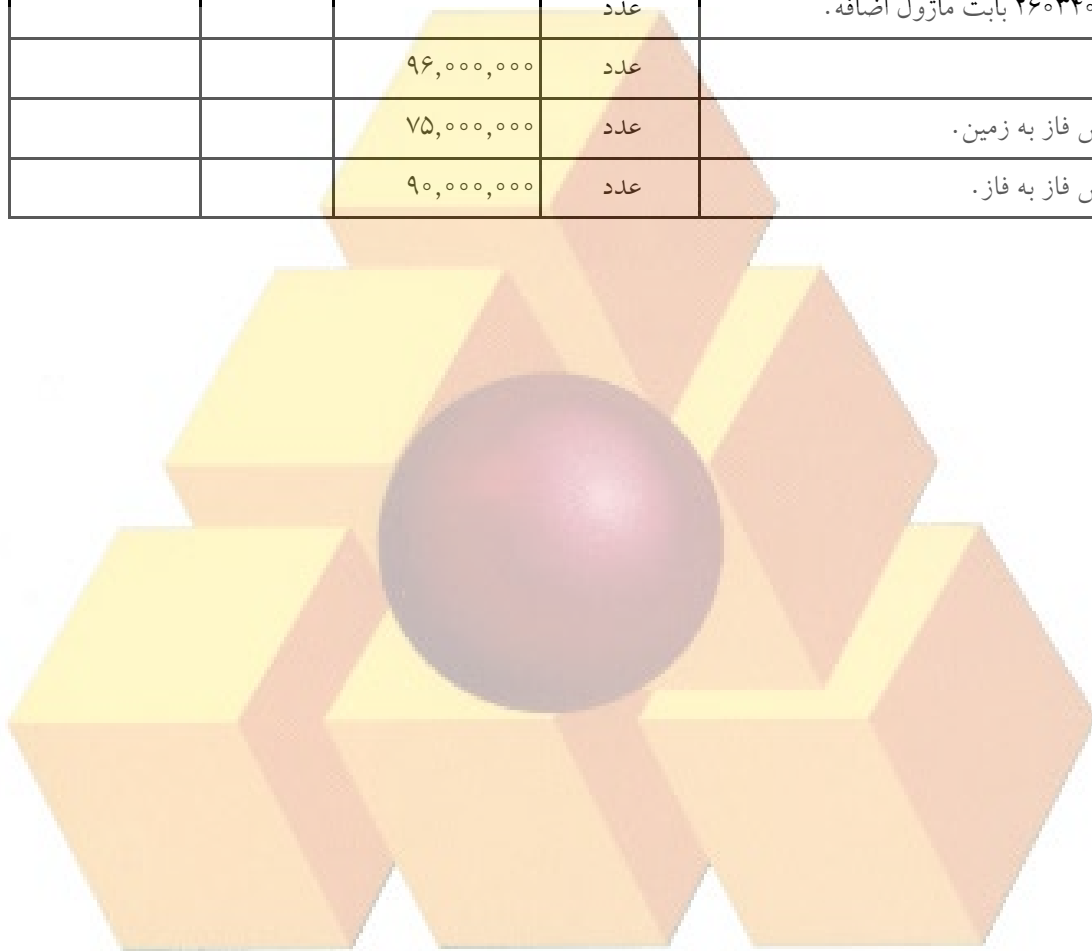 بابت ماژول اضافه. عدد
عدد ۹۶,۰۰۰,۰۰۰
فاز به زمین. عدد ۷۵,۰۰۰,۰۰۰
فاز به فاز. عدد ۹۰,۰۰۰,۰۰۰